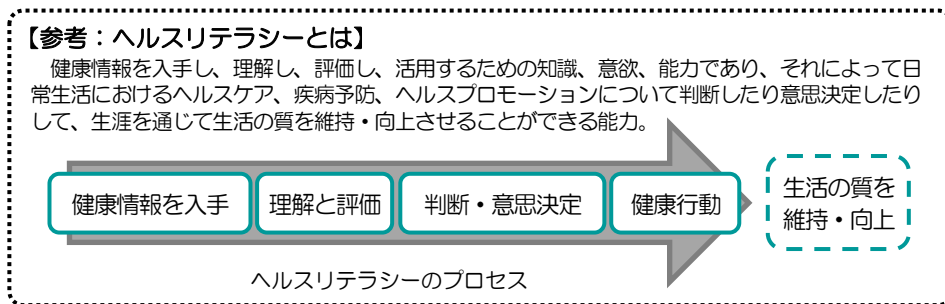 【参考：ヘルスリテラシーとは】
健康情報を入手し、理解し、評価し、活用するための知識、意欲、能力であり、それによって日
常生活におけるヘルスケア、疾病予防、ヘルスプロモーションについて判断したり意思決定したり
して、生涯を通じて生活の質を維持・向上させることができる能力。
健康情報を入手
理解と評価
判断・意思決定
健康行動
生活の質を
維持・向上
ヘルスリテラシーのプロセス